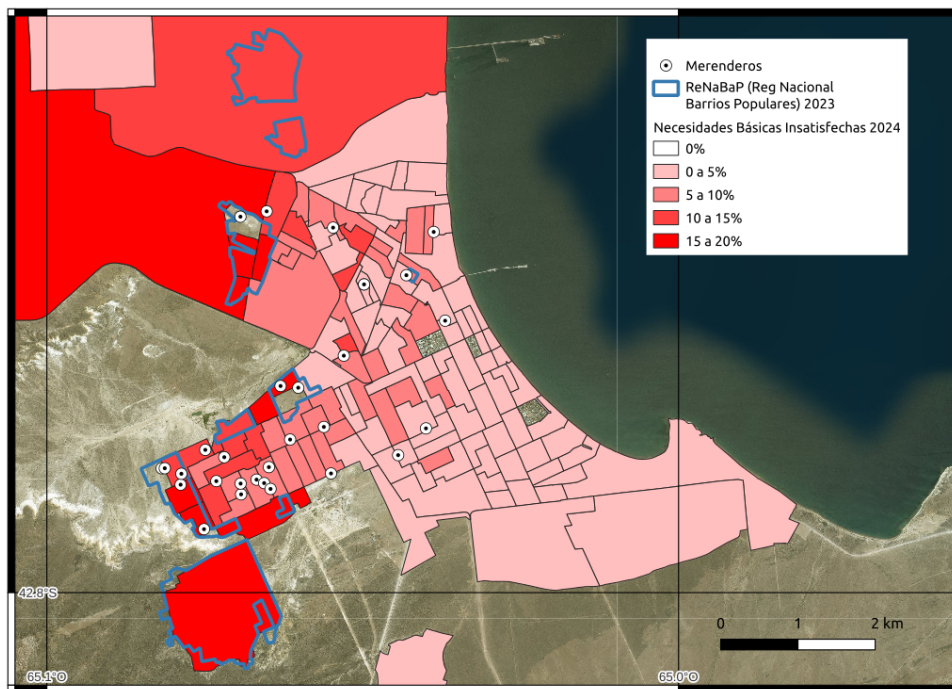 Merenderos
ReNaBaP (Reg Nacional
Barrios Populares) 2023
Necesidades Básicas Insatisfechas 2024
0%
0 a 5%
5 a 10%
10 a 15%
15 a 20%
42.8°S
0 1 2 km
65.1°O 65.0°O